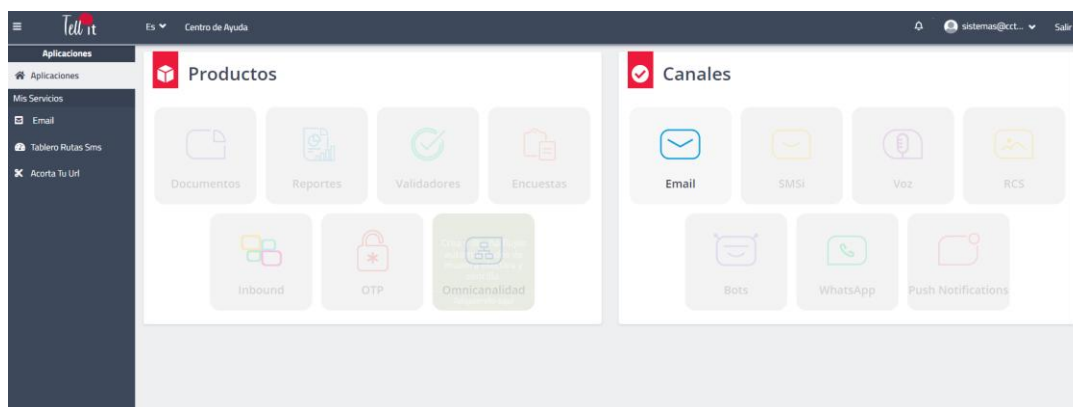 Tell it
Es
Centro de Ayuda
sistemas@cct...
Salir
Aplicaciones
Aplicaciones
Mis Servicios
Email
Tablero Rutas Sms
Acorta Tu Url
Productos
Documentos
Reportes
Validadores
Encuestas
Inbound
OTP
Omnicanalidad
Canales
Email
SMSi
Voz
RCS
Bots
WhatsApp
Push Notifications